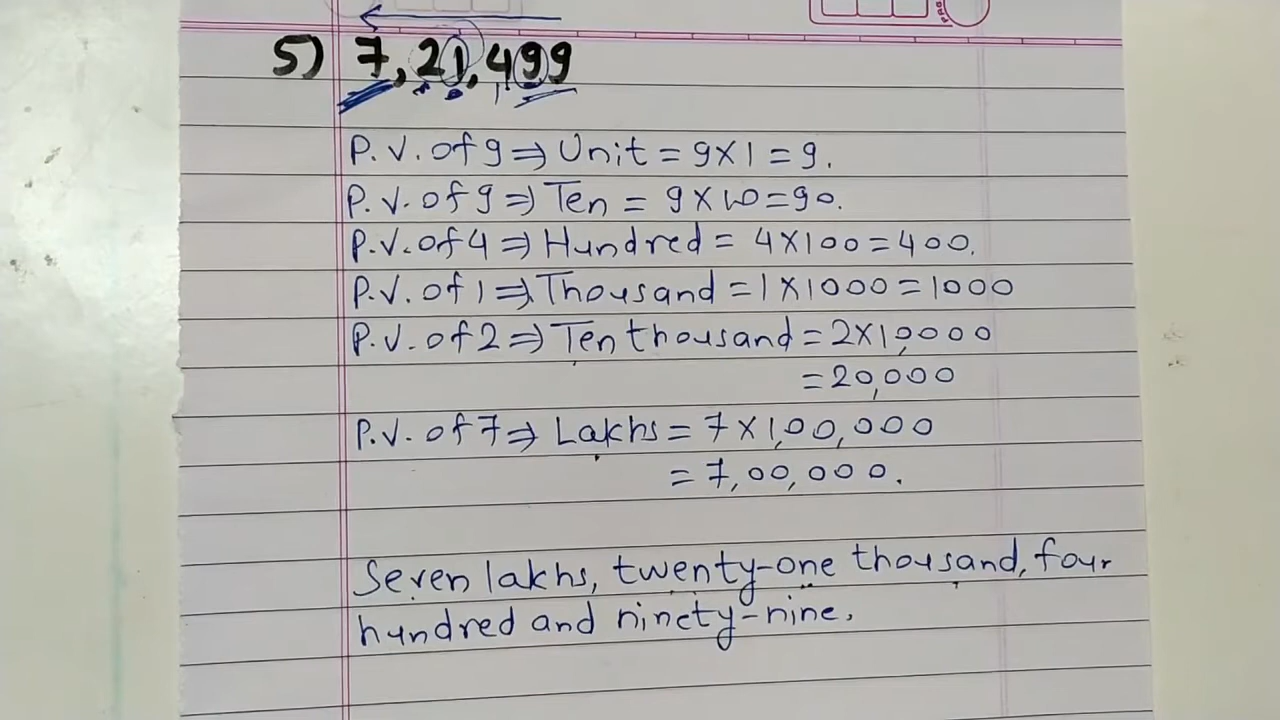 5) 7,21,499
P.V. of 9 ⇒ Unit = 9×1 = 9.
P.V. of 9 ⇒ Ten = 9×10=90.
P.V. of 4 ⇒ Hundred = 4×100=400.
P.V. of 1 ⇒ Thousand = 1×1000=1000
P.V. of 2 ⇒ Ten thousand = 2×10,000
= 20,000
P.V. of 7 ⇒ Lakhs = 7×1,00,000
= 7,00,000.
Seven lakhs, twenty-one thousand, four
hundred and ninety-nine.